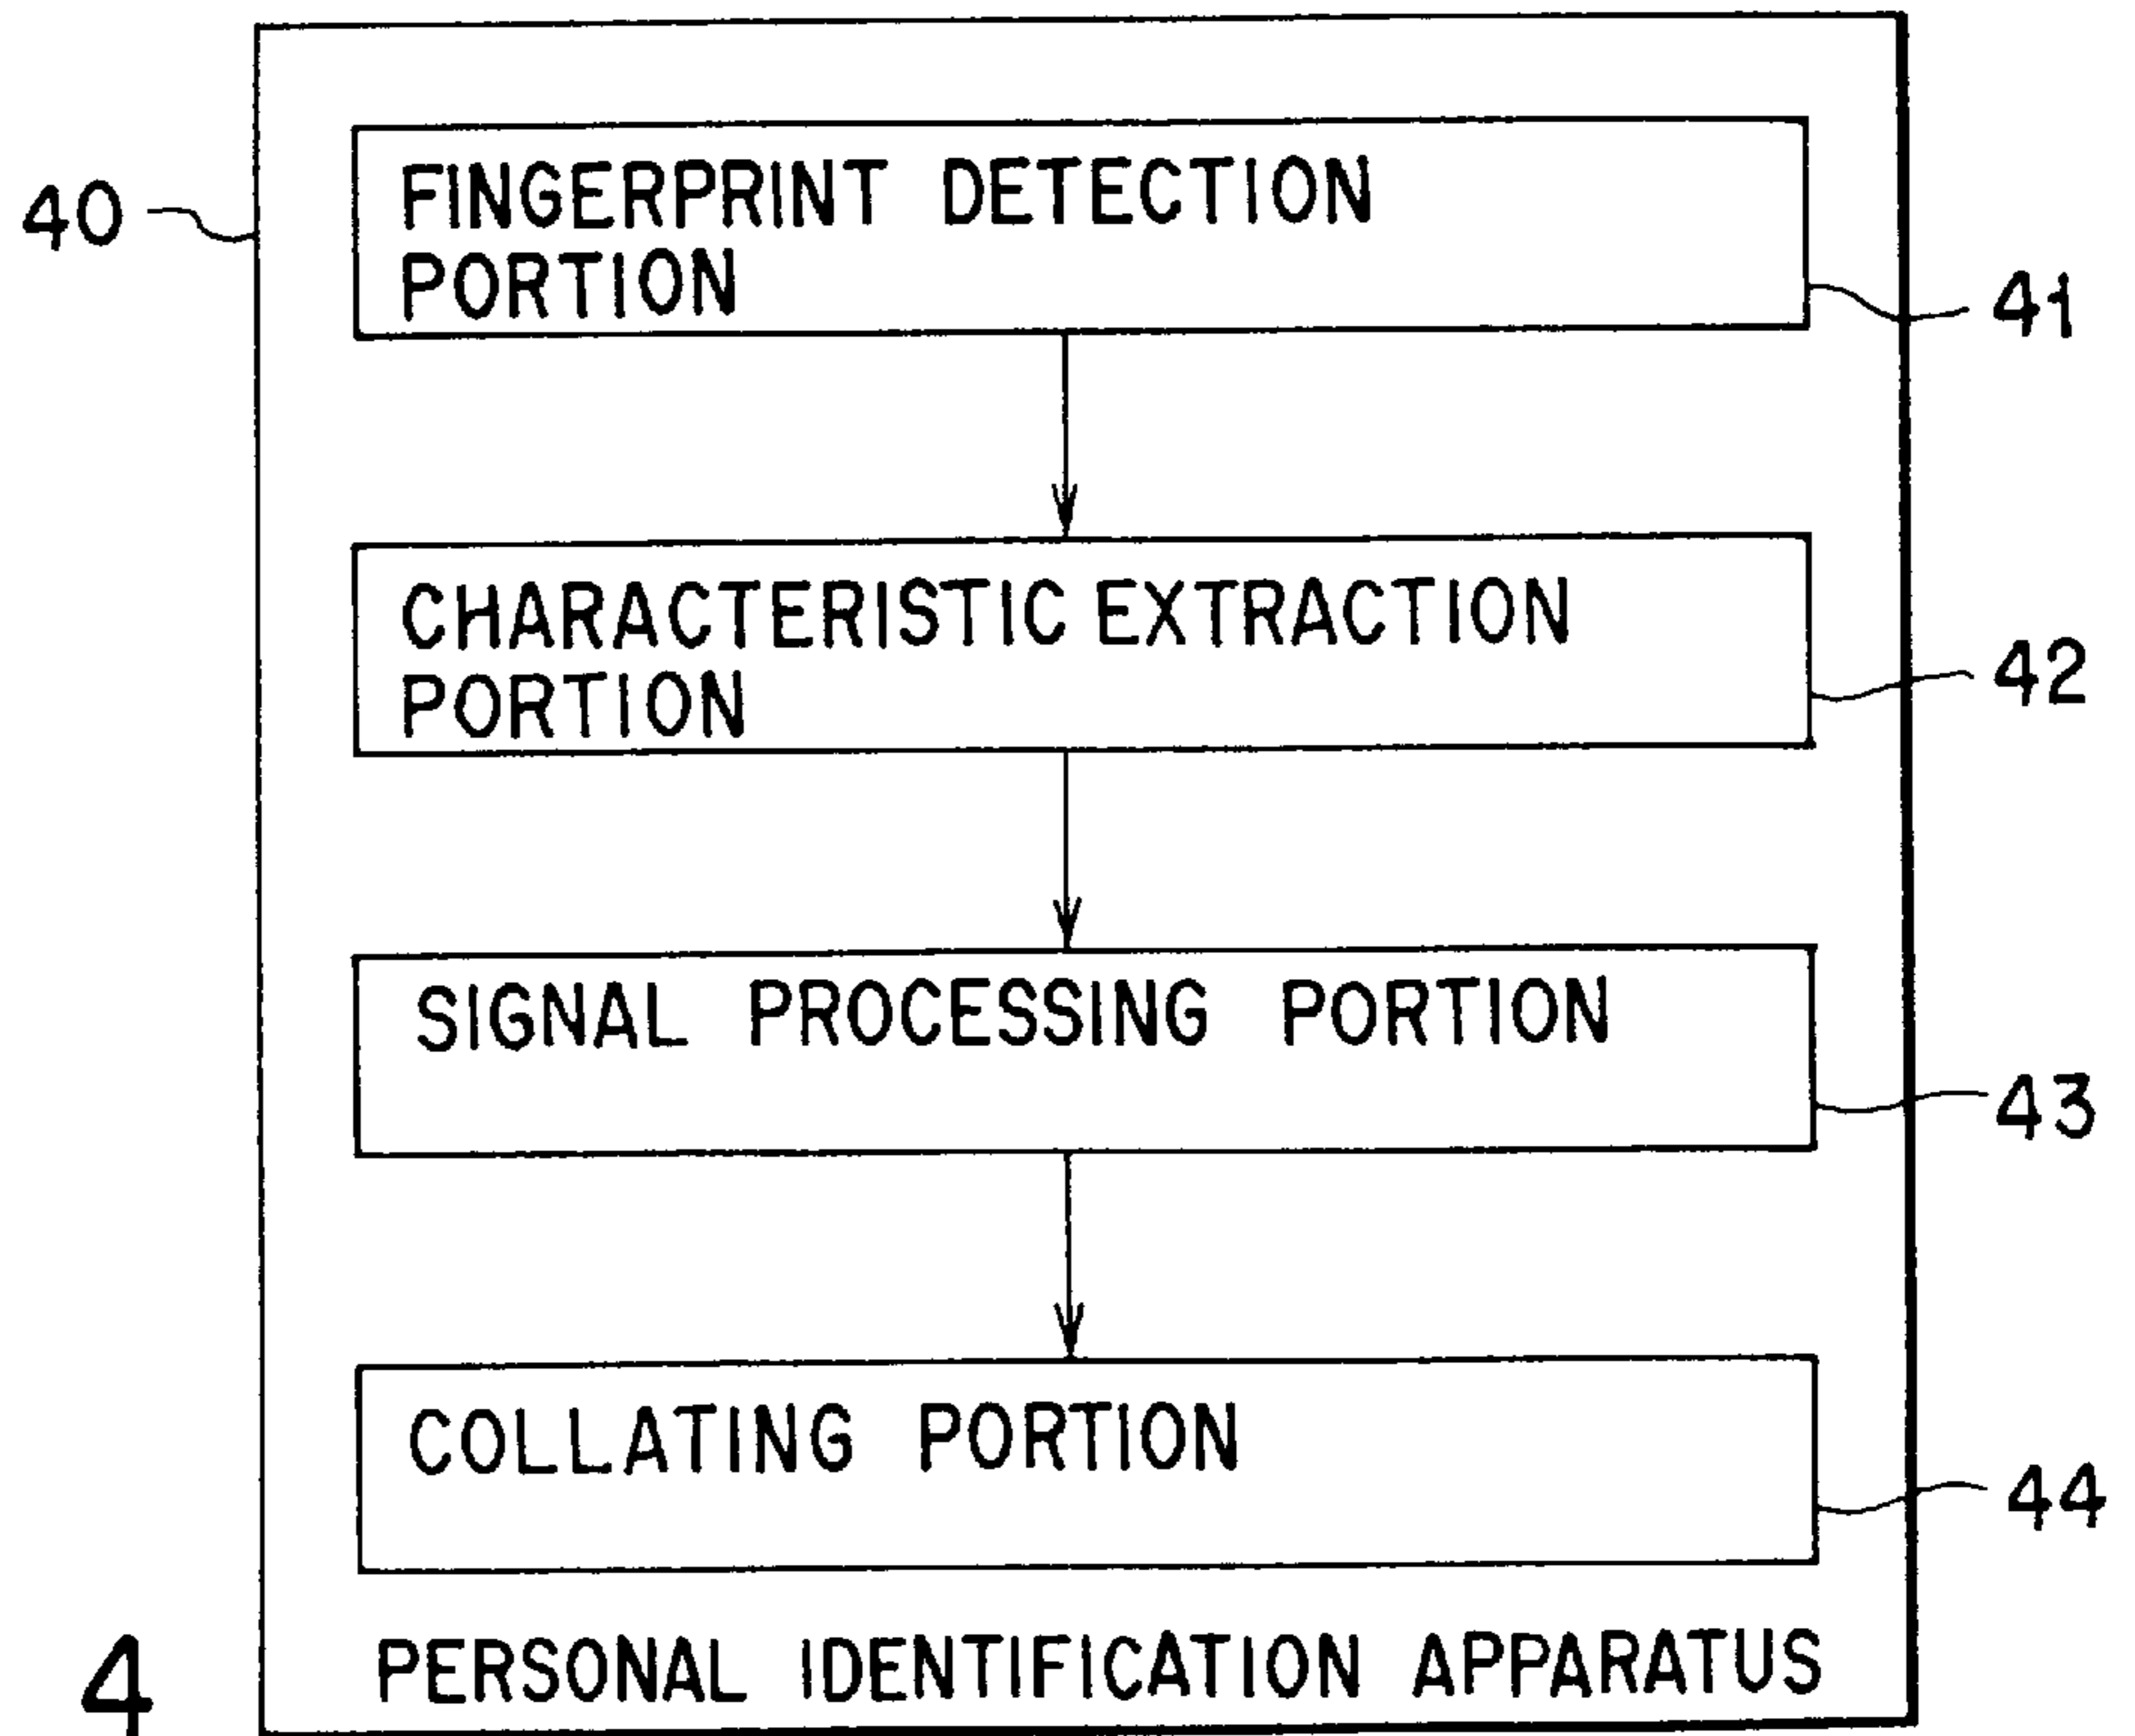 40
FINGERPRINT DETECTION
PORTION
41
CHARACTERISTIC EXTRACTION
PORTION
42
SIGNAL PROCESSING PORTION
43
COLLATING PORTION
44
PERSONAL IDENTIFICATION APPARATUS
4